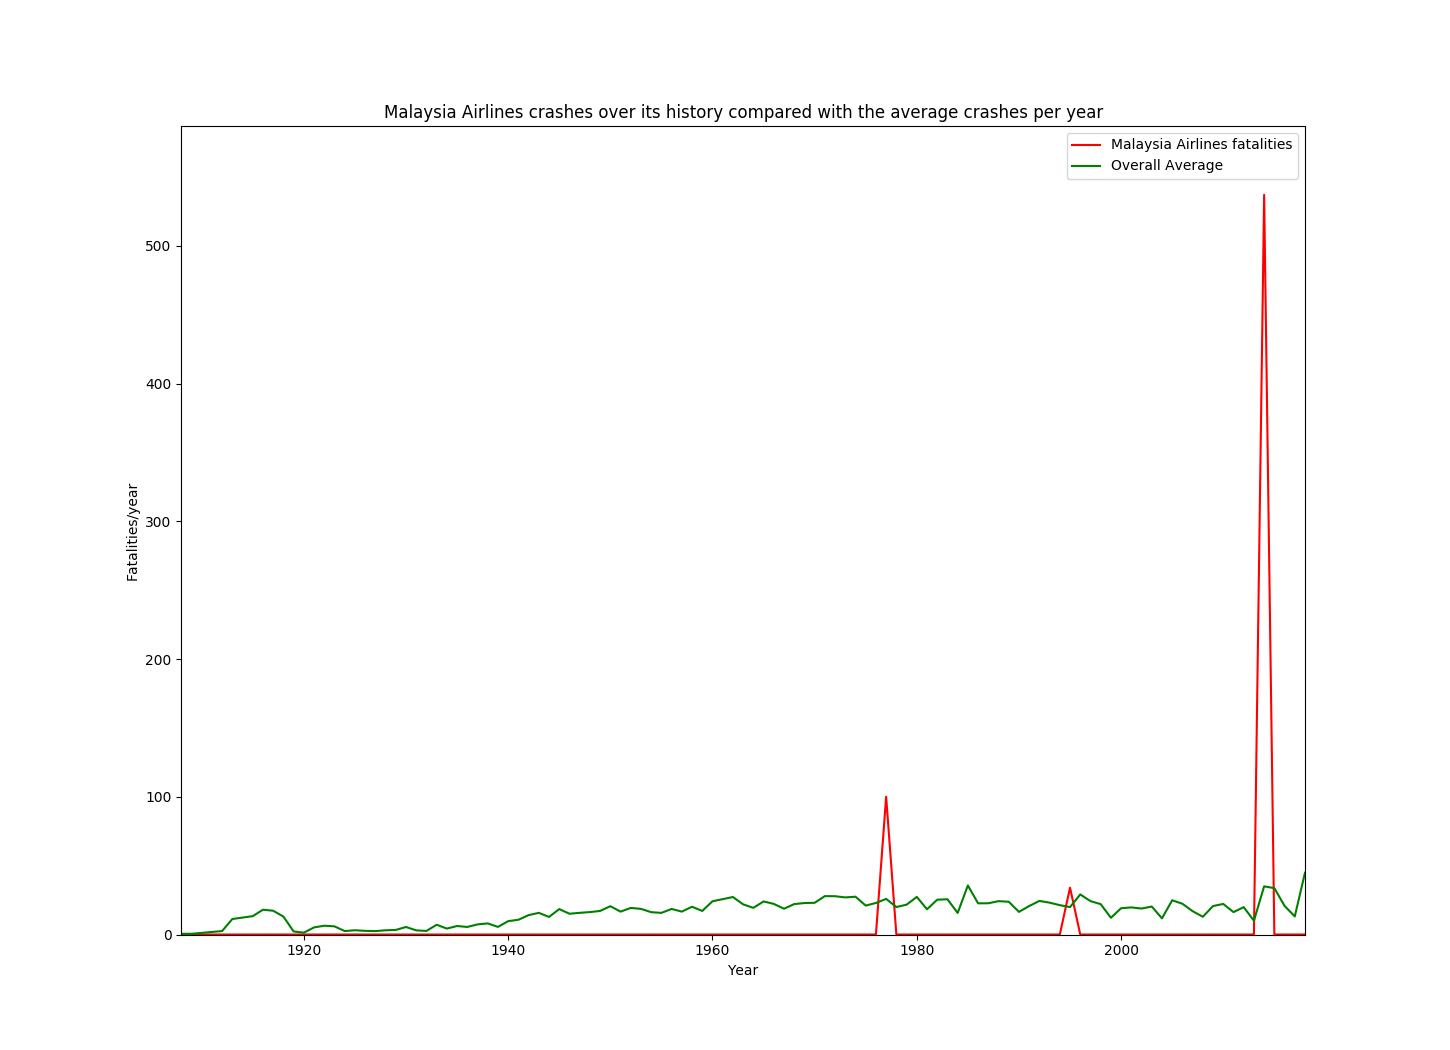 Malaysia Airlines crashes over its history compared with the average crashes per year
Malaysia Airlines fatalities
Overall Average
Fatalities/year
500
400
300
200
100
0
1920 1940 1960 1980 2000
Year